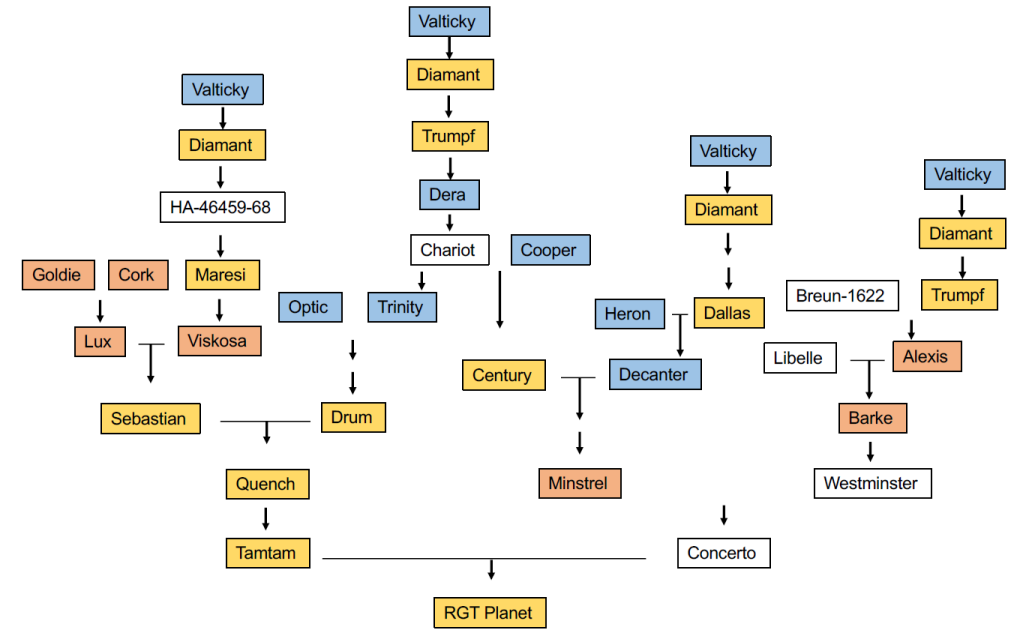 Valticky
Diamant
Valticky
Diamant
Trumpf
Valticky
Valticky
HA-46459-68
Dera
Diamant
Diamant
Chariot
Cooper
Goldie
Cork
Maresi
Optic
Trinity
Breun-1622
Trumpf
Heron
Dallas
Lux
Viskosa
Libelle
Alexis
Century
Decanter
Sebastian
Drum
Barke
Quench
Minstrel
Westminster
Tamtam
Concerto
RGT Planet